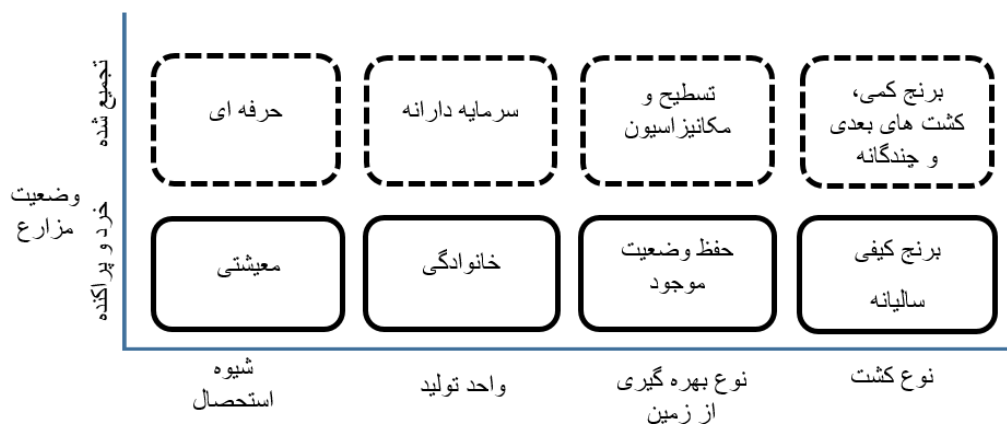 تجمیع شده
حرفه ای
سرمایه دارانه
تسطیح و
مکانیزاسیون
برنج کمی،
کشت های بعدی
و چندگانه
وضعیت
مزارع
خرد و پراکنده
معیشتی
خانوادگی
حفظ وضعیت
موجود
برنج کیفی
سالیانه
شیوه
استحصال
واحد تولید
نوع بهره گیری
از زمین
نوع کشت